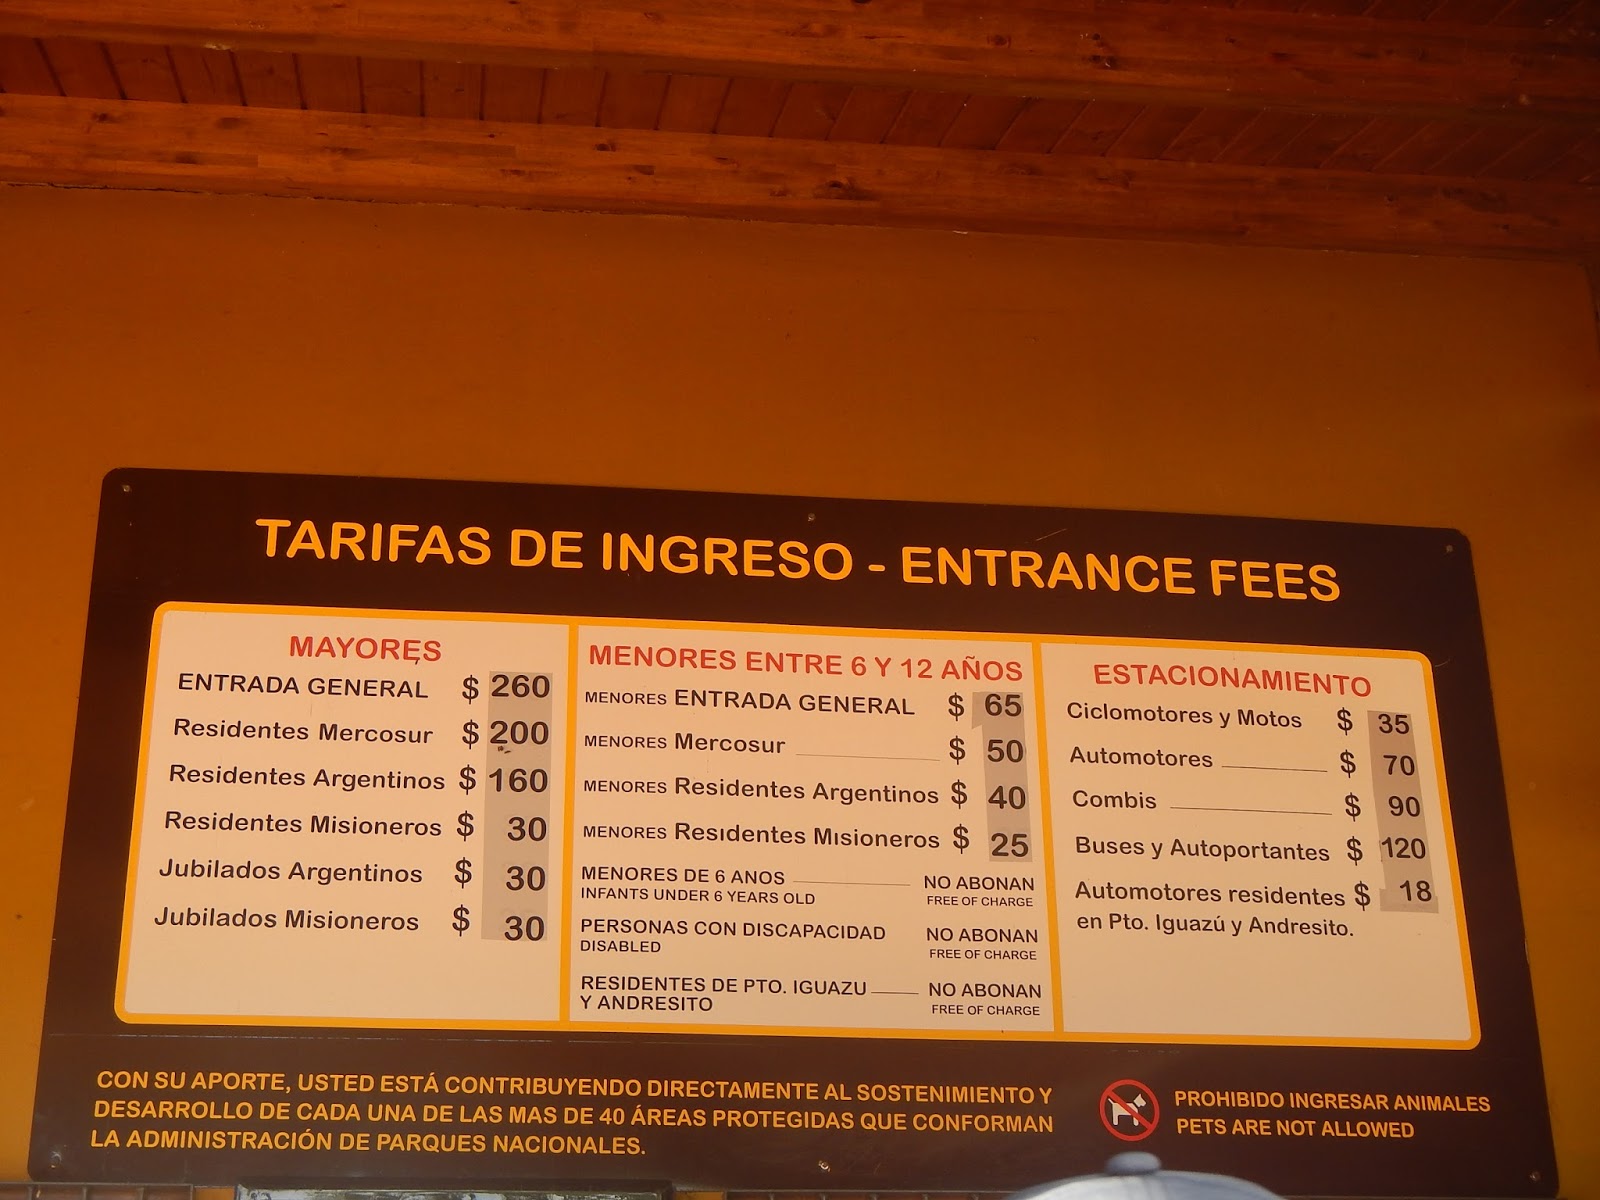 TARIFAS DE INGRESO - ENTRANCE FEES
MAYORES
ENTRADA GENERAL $ 260
Residentes Mercosur $ 200
Residentes Argentinos $ 160
Residentes Misioneros $ 30
Jubilados Argentinos $ 30
Jubilados Misioneros $ 30
MENORES ENTRE 6 Y 12 AÑOS
MENORES ENTRADA GENERAL $ 65
MENORES Mercosur $ 50
MENORES Residentes Argentinos $ 40
MENORES Residentes Misioneros $ 25
MENORES DE 6 ANOS NO ABONAN
INFANTS UNDER 6 YEARS OLD FREE OF CHARGE
PERSONAS CON DISCAPACIDAD NO ABONAN
DISABLED FREE OF CHARGE
RESIDENTES DE PTO. IGUAZU NO ABONAN
Y ANDRESITO FREE OF CHARGE
ESTACIONAMIENTO
Ciclomotores y Motos $ 35
Automotores $ 70
Combis $ 90
Buses y Autoportantes $ 120
Automotores residentes $ 18
en Pto. Iguazú y Andresito.
CON SU APORTE, USTED ESTÁ CONTRIBUYENDO DIRECTAMENTE AL SOSTENIMIENTO Y
DESARROLLO DE CADA UNA DE LAS MAS DE 40 ÁREAS PROTEGIDAS QUE CONFORMAN
LA ADMINISTRACIÓN DE PARQUES NACIONALES.
PROHIBIDO INGRESAR ANIMALES
PETS ARE NOT ALLOWED